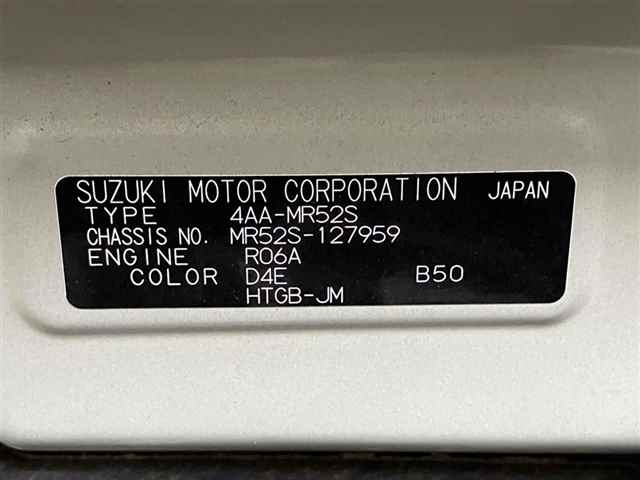 SUZUKI MOTOR CORPORATION JAPAN
TYPE 4AA-MR52S
CHASSIS NO. MR52S-127959
ENGINE R06A
COLOR D4E B50
HTGB-JM